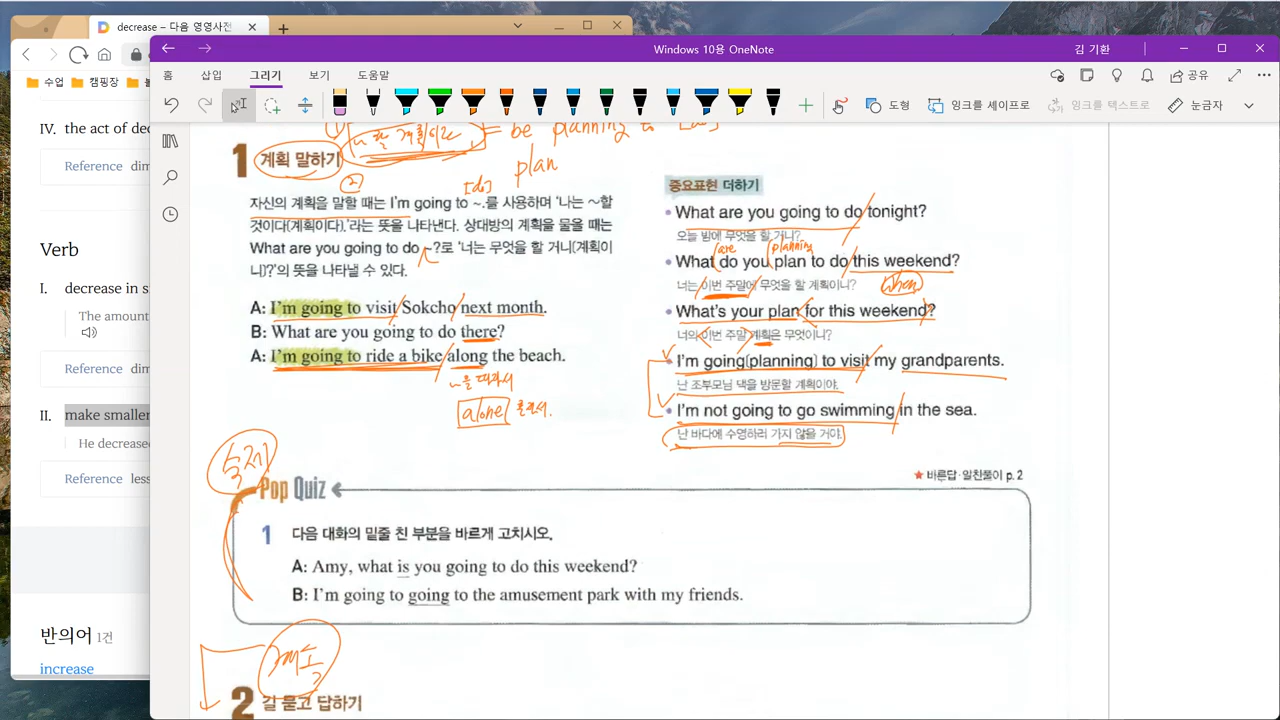 decrease – 다음 영영사전
Windows 10용 OneNote
김 기환
수업
캠핑장
홈
삽입
그리기
보기
도움말
공유
도형
잉크를 셰이프로
잉크를 텍스트로
눈금자
IV. the act of dec
Reference dim
Verb
I. decrease in s
The amount
Reference dim
II. make smaller
He decreased
Reference less
반의어 1건
increase
① ~할 계획이다 = be planning to [do]
plan
1 계획 말하기
②
[do]
자신의 계획을 말할 때는 I'm going to ~.를 사용하며 '나는 ~할
것이다(계획이다).'라는 뜻을 나타낸다. 상대방의 계획을 물을 때는
What are you going to do ~?로 '너는 무엇을 할 거니(계획이
니)?'의 뜻을 나타낼 수 있다.
A: I'm going to visit Sokcho next month.
B: What are you going to do there?
A: I'm going to ride a bike along the beach.
~을 따라서
alone 혼자서.
중요표현 더하기
• What are you going to do tonight?
오늘 밤에 무엇을 할 거니?
are planning
• What do you plan to do this weekend?
너는 이번 주말에 무엇을 할 계획이니?
when
• What's your plan for this weekend?
너의 이번 주말 계획은 무엇이니?
• I'm going(planning) to visit my grandparents.
난 조부모님 댁을 방문할 계획이야.
• I'm not going to go swimming in the sea.
난 바다에 수영하러 가지 않을 거야.
숙제
★ 바른답·알찬풀이 p. 2
Pop Quiz
1 다음 대화의 밑줄 친 부분을 바르게 고치시오.
A: Amy, what is you going to do this weekend?
B: I'm going to going to the amusement park with my friends.
2 길 묻고 답하기